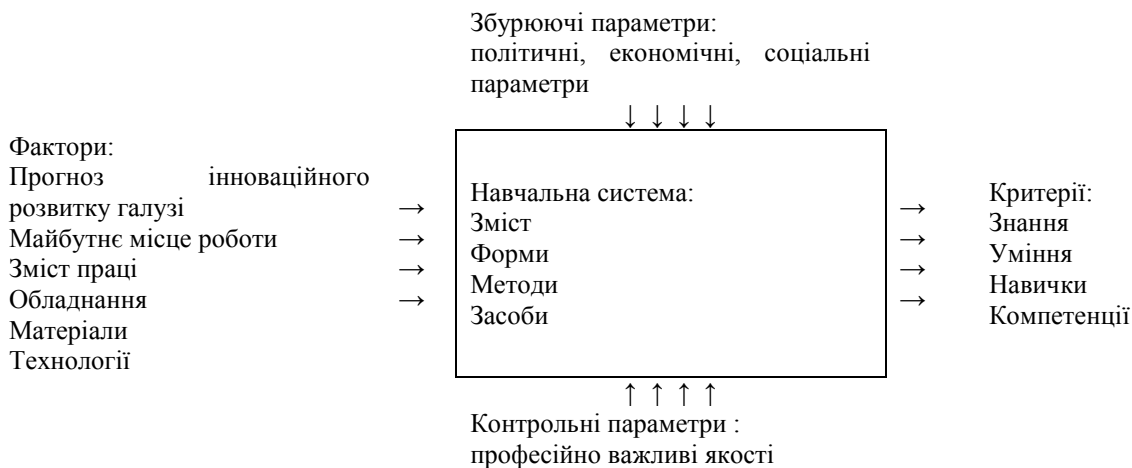 Збурюючі параметри:
політичні, економічні, соціальні
параметри
↓ ↓ ↓ ↓
Фактори:
Прогноз інноваційного
розвитку галузі →
Майбутнє місце роботи →
Зміст праці →
Обладнання →
Матеріали
Технології
Навчальна система:
Зміст
Форми
Методи
Засоби
→ Критерії:
→ Знання
→ Уміння
→ Навички
Компетенції
↑ ↑ ↑ ↑
Контрольні параметри :
професійно важливі якості